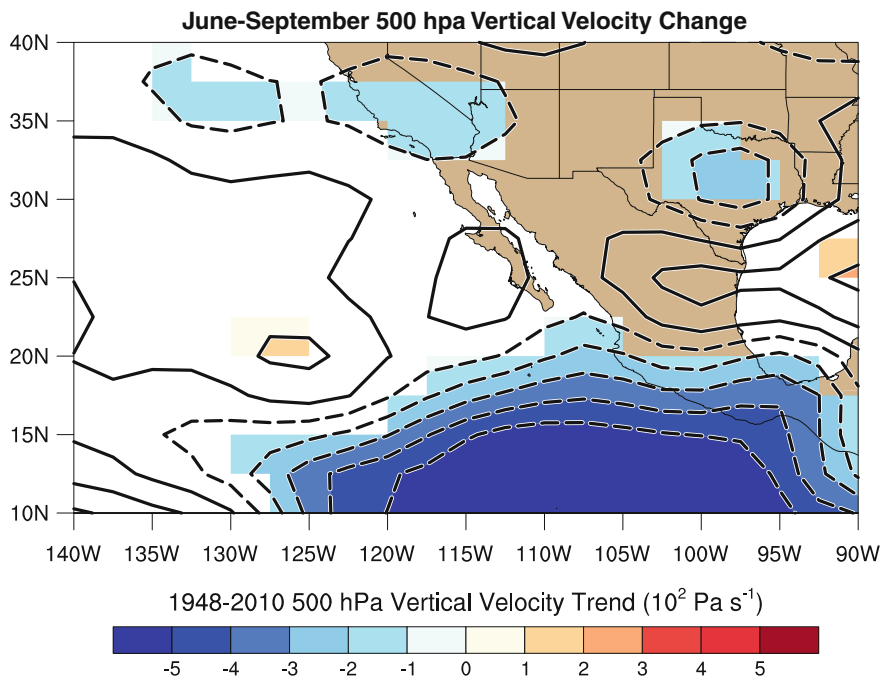 June-September 500 hpa Vertical Velocity Change
40N
35N
30N
25N
20N
15N
10N
140W 135W 130W 125W 120W 115W 110W 105W 100W 95W 90W
1948-2010 500 hPa Vertical Velocity Trend (10² Pa s⁻¹)
-5 -4 -3 -2 -1 0 1 2 3 4 5